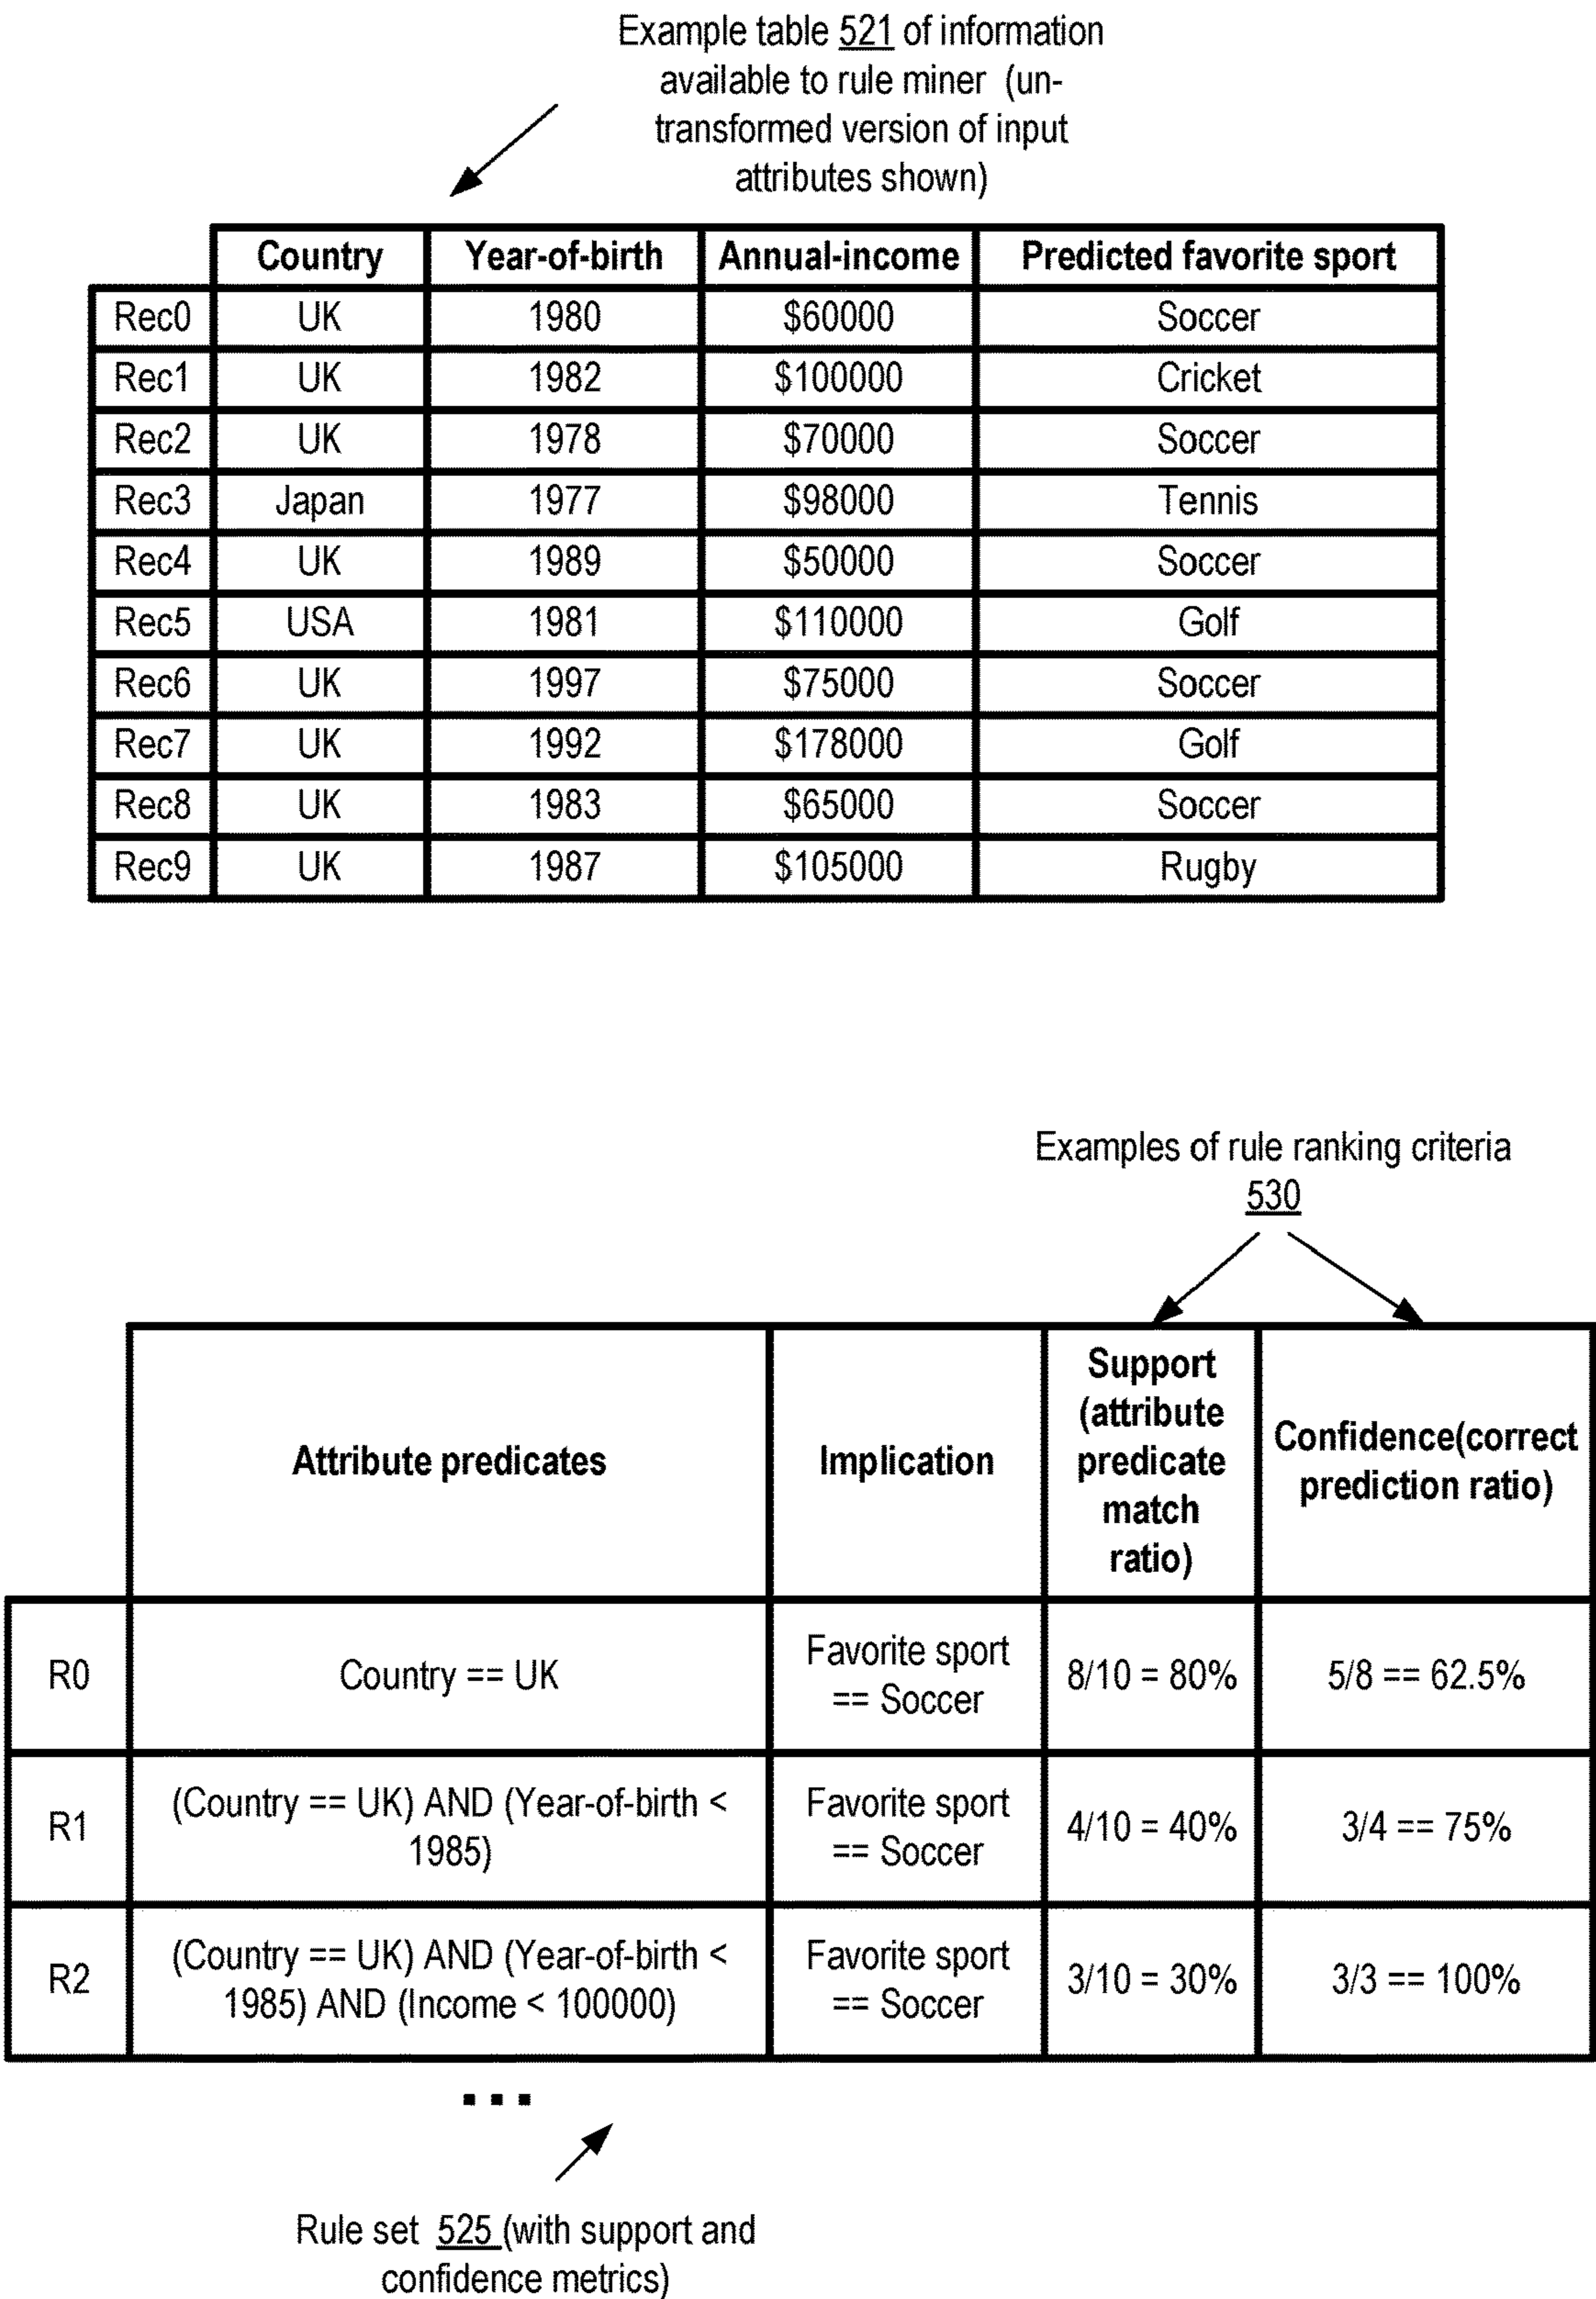 Example table 521 of information
available to rule miner (un-
transformed version of input
attributes shown)
Country Year-of-birth Annual-income Predicted favorite sport
Rec0 UK 1980 $60000 Soccer
Rec1 UK 1982 $100000 Cricket
Rec2 UK 1978 $70000 Soccer
Rec3 Japan 1977 $98000 Tennis
Rec4 UK 1989 $50000 Soccer
Rec5 USA 1981 $110000 Golf
Rec6 UK 1997 $75000 Soccer
Rec7 UK 1992 $178000 Golf
Rec8 UK 1983 $65000 Soccer
Rec9 UK 1987 $105000 Rugby
Examples of rule ranking criteria
530
Attribute predicates
Implication
Support
(attribute
predicate
match
ratio)
Confidence(correct
prediction ratio)
R0
Country == UK
Favorite sport
== Soccer
8/10 = 80%
5/8 == 62.5%
R1
(Country == UK) AND (Year-of-birth <
1985)
Favorite sport
== Soccer
4/10 = 40%
3/4 == 75%
R2
(Country == UK) AND (Year-of-birth <
1985) AND (Income < 100000)
Favorite sport
== Soccer
3/10 = 30%
3/3 == 100%
...
Rule set 525 (with support and
confidence metrics)